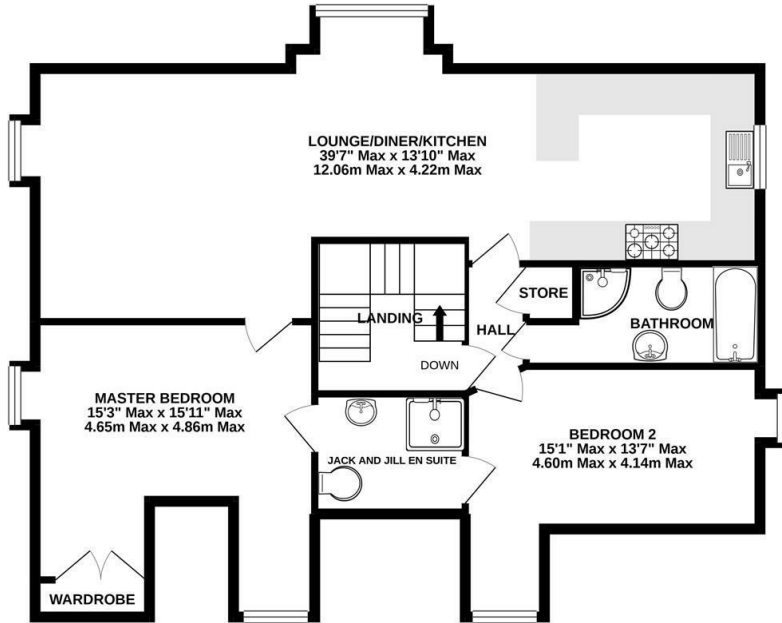 LOUNGE/DINER/KITCHEN
39'7" Max x 13'10" Max
12.06m Max x 4.22m Max
STORE
LANDING
HALL
BATHROOM
DOWN
MASTER BEDROOM
15'3" Max x 15'11" Max
4.65m Max x 4.86m Max
BEDROOM 2
15'1" Max x 13'7" Max
4.60m Max x 4.14m Max
JACK AND JILL EN SUITE
WARDROBE